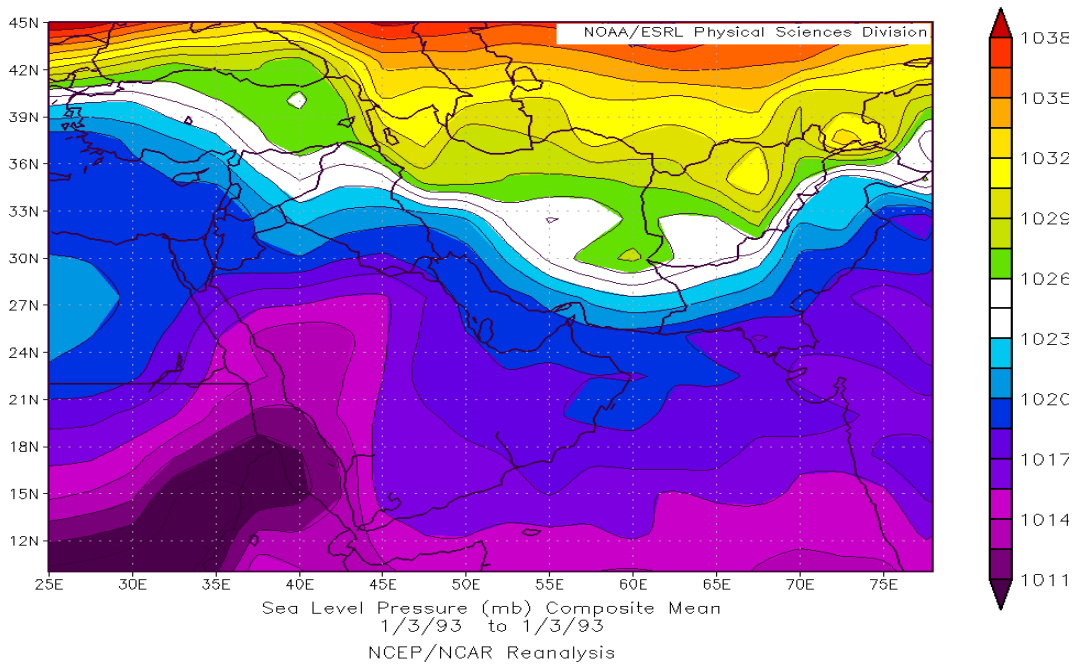 NOAA/ESRL Physical Sciences Division
45N
42N
39N
36N
33N
30N
27N
24N
21N
18N
15N
12N
25E 30E 35E 40E 45E 50E 55E 60E 65E 70E 75E
1038
1035
1032
1029
1026
1023
1020
1017
1014
1011
Sea Level Pressure (mb) Composite Mean
1/3/93 to 1/3/93
NCEP/NCAR Reanalysis